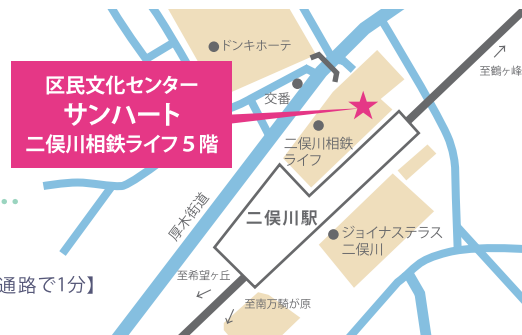 ドンキホーテ
至鶴ヶ峰
区民文化センター
サンハート
二俣川相鉄ライフ5階
交番
二俣川相鉄
ライフ
厚木街道
二俣川駅
ジョイナステラス
二俣川
至希望ヶ丘
通路で1分】
至南万騎が原